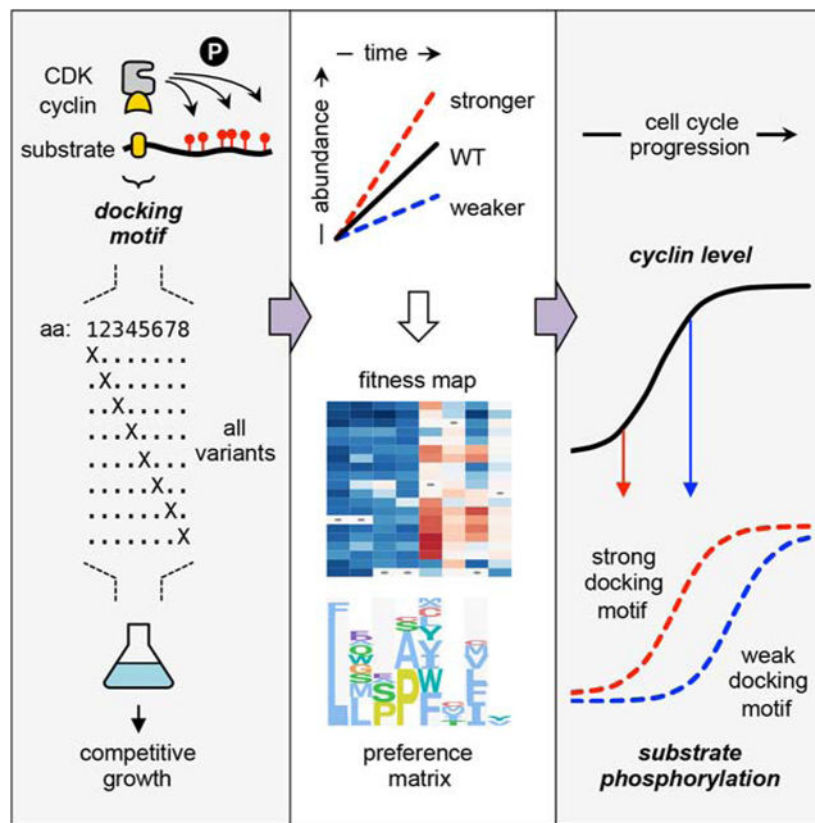 P
CDK
cyclin
substrate
docking
motif
aa: 12345678
X.......
.X......
..X.....
...X....
....X...
.....X..
......X.
.......X
all
variants
competitive
growth
time
abundance
stronger
WT
weaker
fitness map
preference
matrix
cell cycle
progression
cyclin level
strong
docking
motif
weak
docking
motif
substrate
phosphorylation